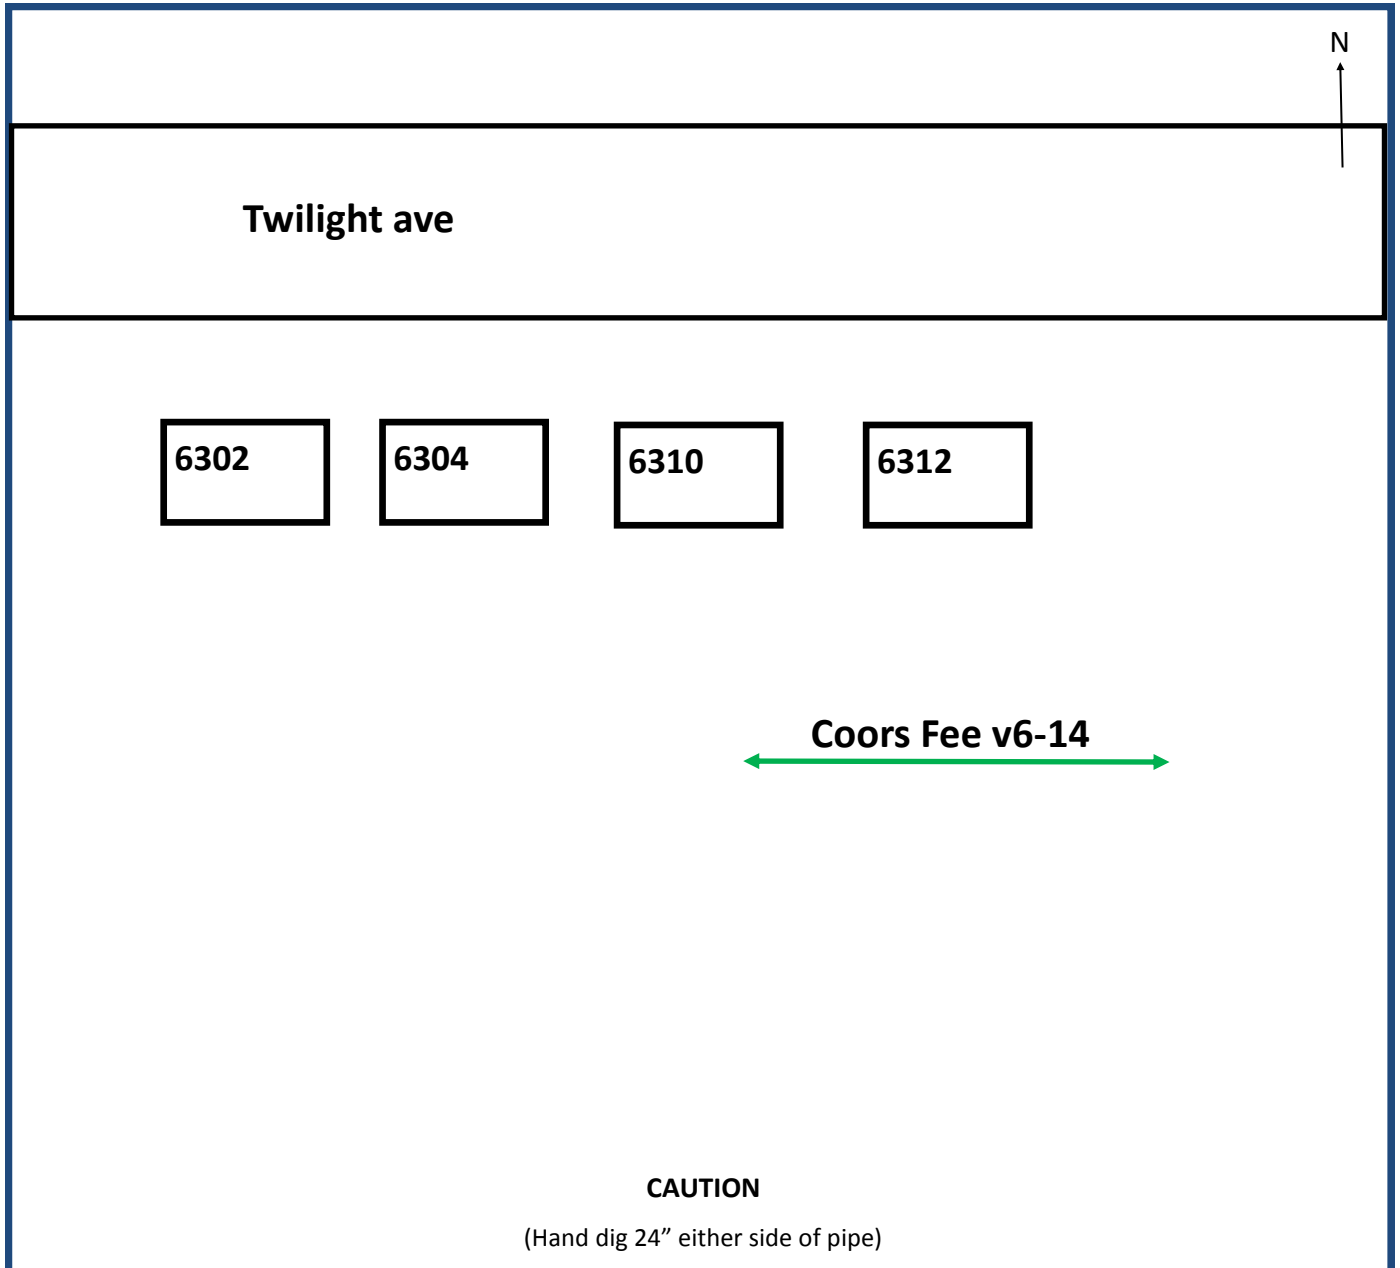 N
Twilight ave
6302
6304
6310
6312
Coors Fee v6-14
CAUTION
(Hand dig 24” either side of pipe)